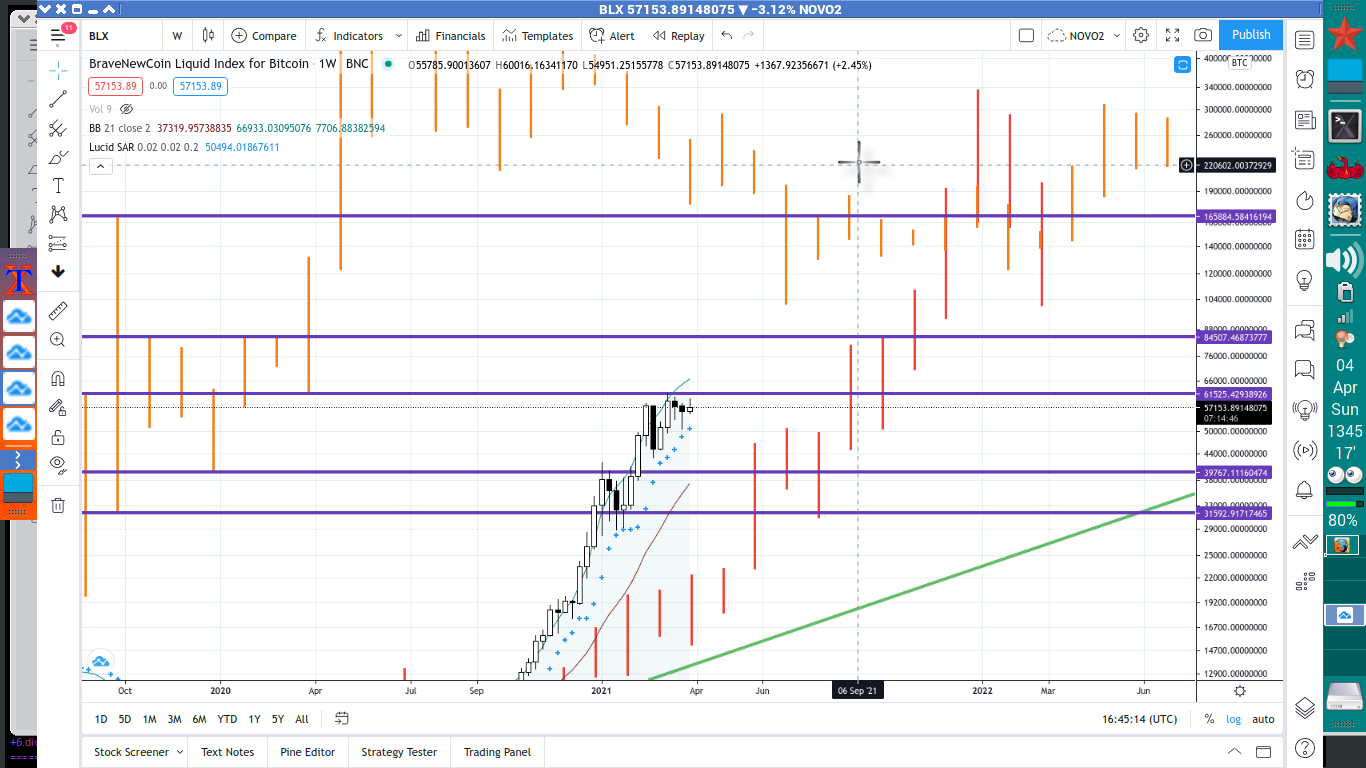 BLX 57153.89148075 ▼ −3.12% NOVO2
11
BLX
W
Compare
Indicators
Financials
Templates
Alert
Replay
NOVO2
Publish
BraveNewCoin Liquid Index for Bitcoin · 1W BNC
O55785.90013607 H60016.16341170 L54951.25155778 C57153.89148075 +1367.92356671 (+2.45%)
57153.89 0.00 57153.89
Vol 9
BB 21 close 2 37319.95738835 66933.03095076 7706.88382594
Lucid SAR 0.02 0.02 0.2 50494.01867611
BTC
340000.00000000
300000.00000000
260000.00000000
220602.00372929
190000.00000000
165884.58416194
140000.00000000
120000.00000000
104000.00000000
84507.46873777
76000.00000000
66000.00000000
61525.42938926
57153.89148075
07:14:46
50000.00000000
44000.00000000
39767.11160474
31592.91717465
29000.00000000
25000.00000000
22000.00000000
19200.00000000
16700.00000000
14700.00000000
12900.00000000
Oct 2020 Apr Jul Sep 2021 Apr Jun 06 Sep '21 2022 Mar Jun
1D 5D 1M 3M 6M YTD 1Y 5Y All
16:45:14 (UTC) % log auto
Stock Screener Text Notes Pine Editor Strategy Tester Trading Panel
04
Apr
Sun
1345
17'
80%
T
+6.div